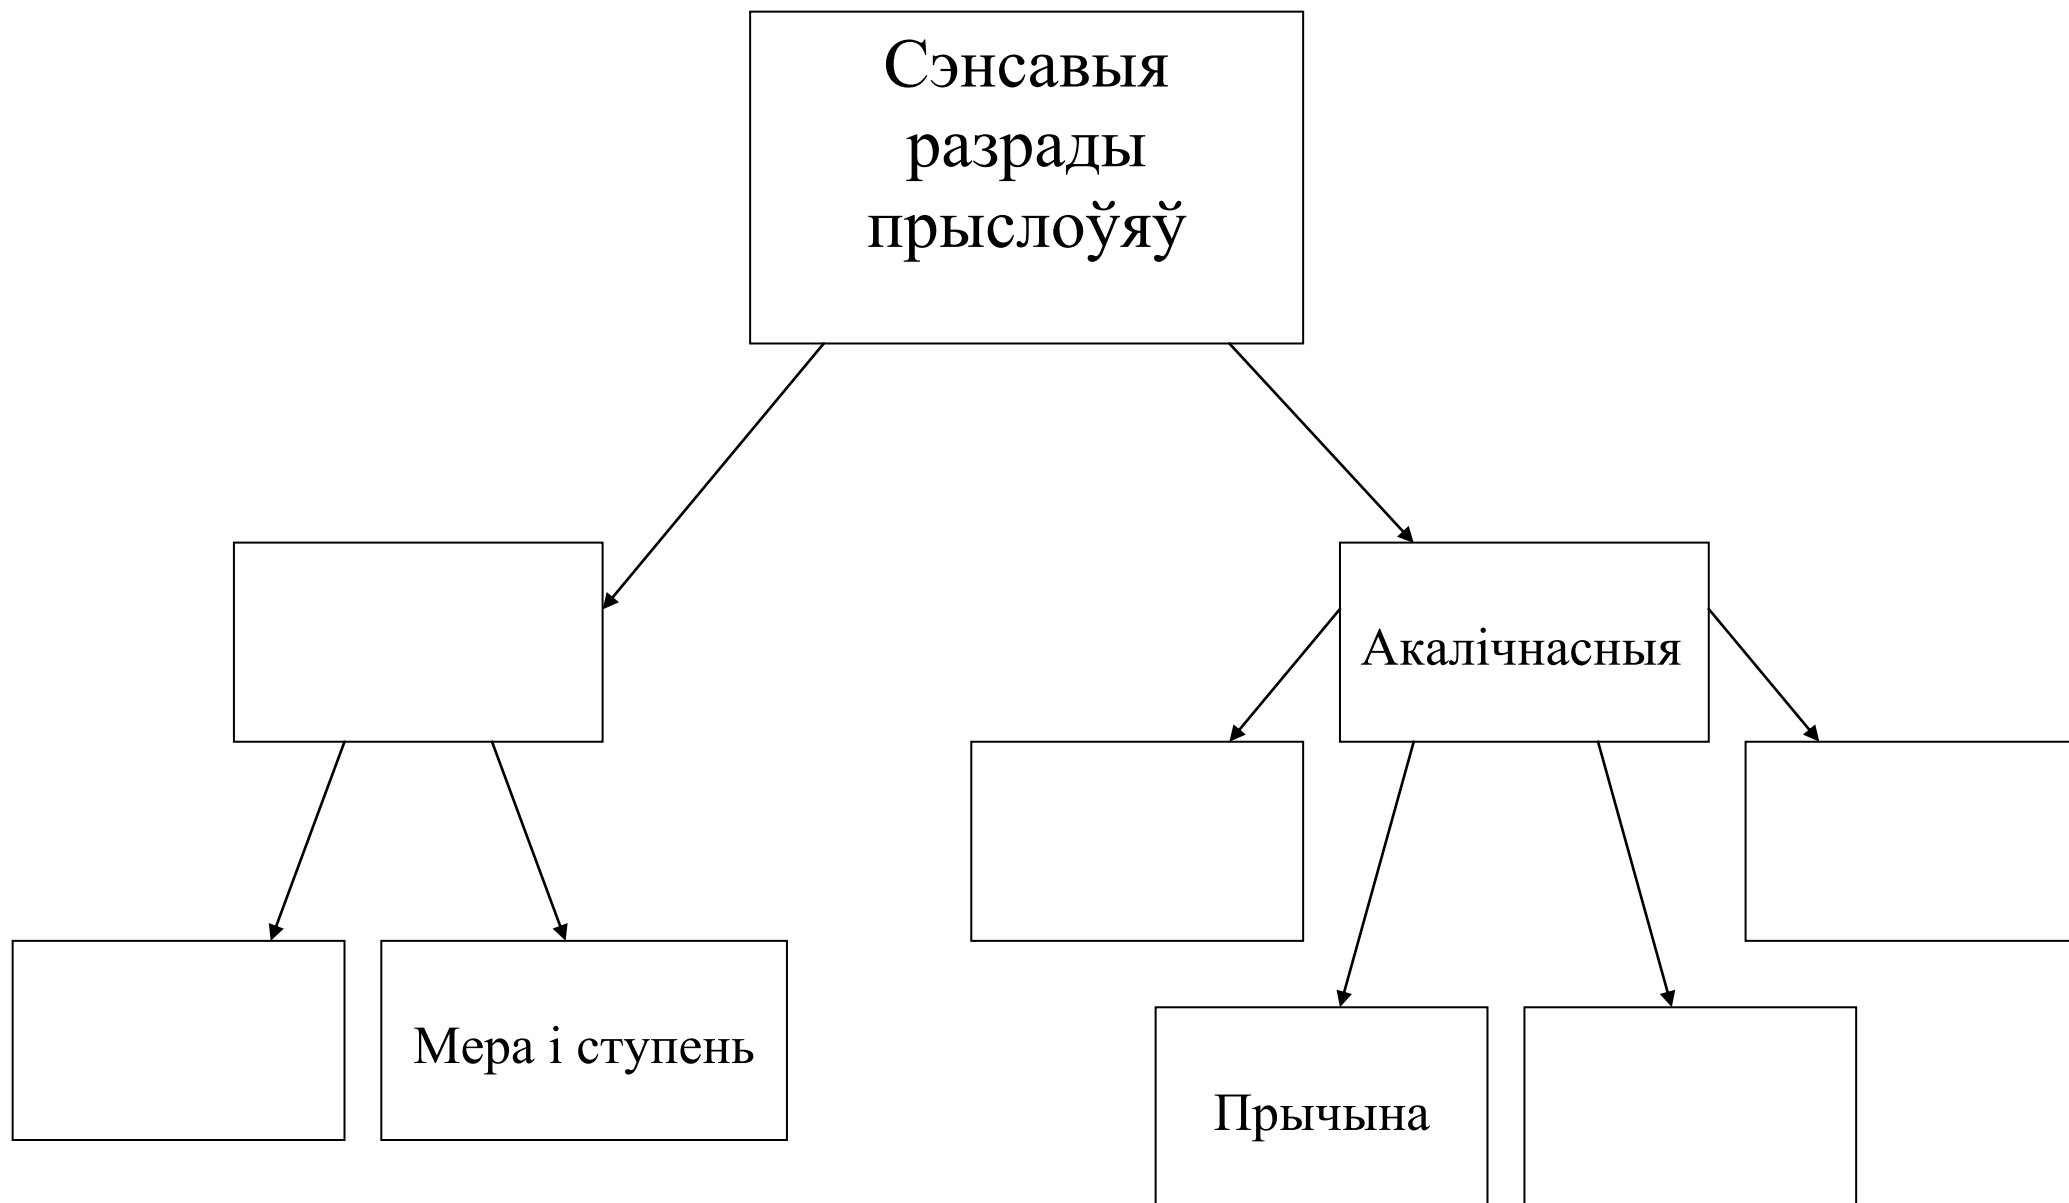 Сэнсавыя
разрады
прыслоўяў
Акалічнасныя
Мера і ступень
Прычына